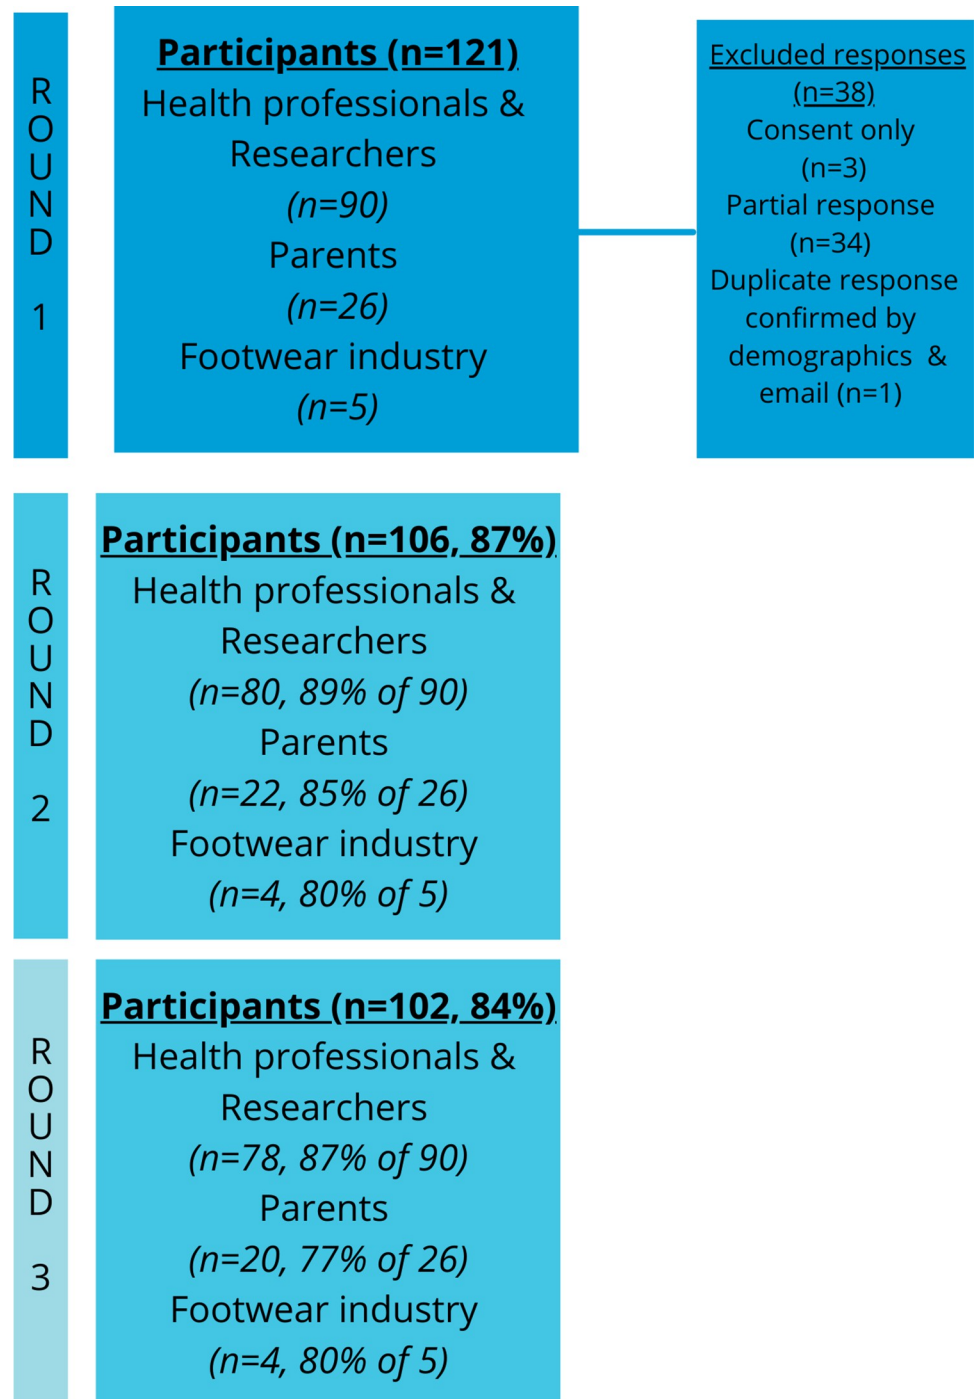 ROUND 1
Participants (n=121)
Health professionals &
Researchers
(n=90)
Parents
(n=26)
Footwear industry
(n=5)
Excluded responses
(n=38)
Consent only
(n=3)
Partial response
(n=34)
Duplicate response
confirmed by
demographics &
email (n=1)
ROUND 2
Participants (n=106, 87%)
Health professionals &
Researchers
(n=80, 89% of 90)
Parents
(n=22, 85% of 26)
Footwear industry
(n=4, 80% of 5)
ROUND 3
Participants (n=102, 84%)
Health professionals &
Researchers
(n=78, 87% of 90)
Parents
(n=20, 77% of 26)
Footwear industry
(n=4, 80% of 5)